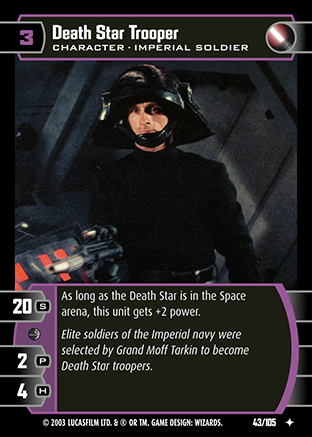 3
Death Star Trooper
CHARACTER · IMPERIAL SOLDIER
20 S
As long as the Death Star is in the Space
arena, this unit gets +2 power.
2 P
Elite soldiers of the Imperial navy were
selected by Grand Moff Tarkin to become
Death Star troopers.
4 H
© 2003 LUCASFILM LTD. & ® OR TM. GAME DESIGN: WIZARDS.
43/105